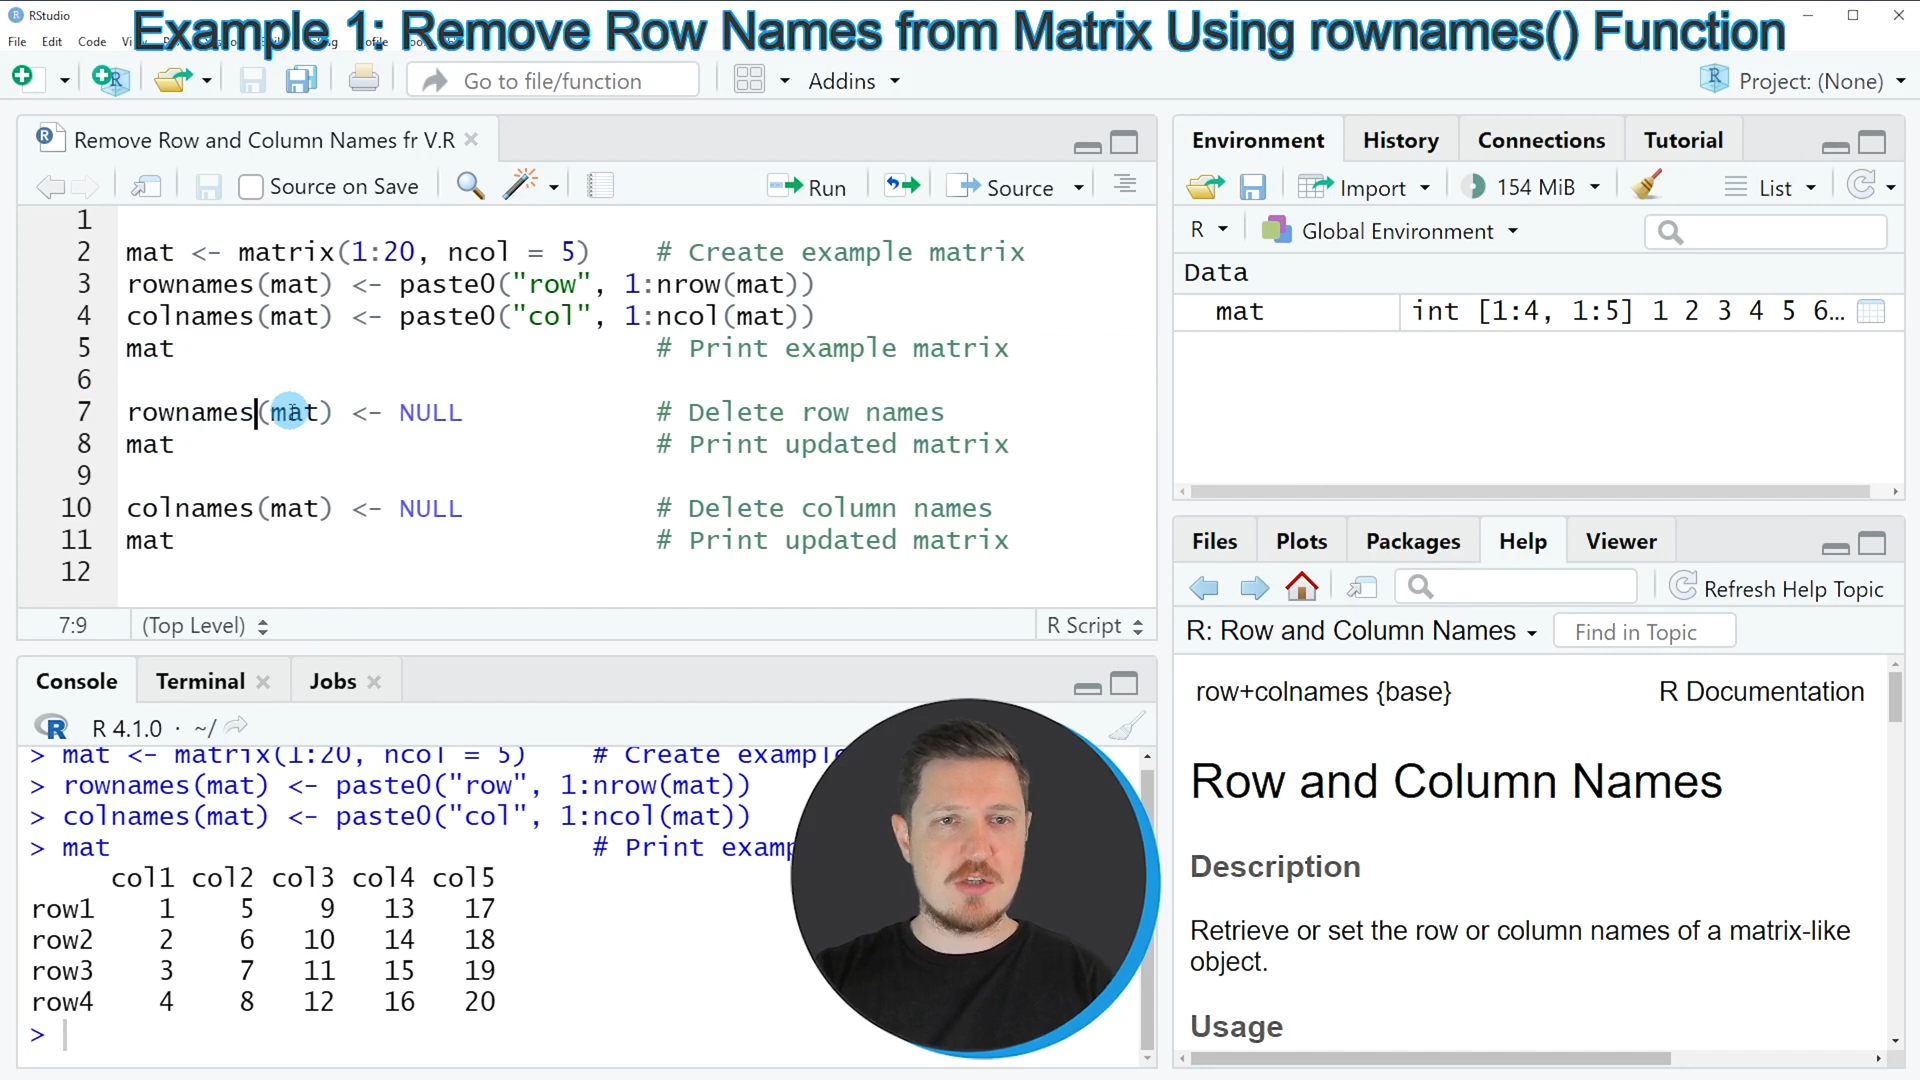 RStudio
Example 1: Remove Row Names from Matrix Using rownames() Function
File Edit Code
Go to file/function
Addins
Project: (None)
Remove Row and Column Names fr V.R
Source on Save
Run
Source
1
2 mat <- matrix(1:20, ncol = 5) # Create example matrix
3 rownames(mat) <- paste0("row", 1:nrow(mat))
4 colnames(mat) <- paste0("col", 1:ncol(mat))
5 mat # Print example matrix
6
7 rownames(mat) <- NULL # Delete row names
8 mat # Print updated matrix
9
10 colnames(mat) <- NULL # Delete column names
11 mat # Print updated matrix
12
7:9 (Top Level) R Script
Console Terminal Jobs
R 4.1.0 · ~/
> mat <- matrix(1:20, ncol = 5) # Create example
> rownames(mat) <- paste0("row", 1:nrow(mat))
> colnames(mat) <- paste0("col", 1:ncol(mat))
> mat # Print examp
col1 col2 col3 col4 col5
row1 1 5 9 13 17
row2 2 6 10 14 18
row3 3 7 11 15 19
row4 4 8 12 16 20
>
Environment History Connections Tutorial
Import 154 MiB List
R Global Environment
Data
mat int [1:4, 1:5] 1 2 3 4 5 6...
Files Plots Packages Help Viewer
Refresh Help Topic
R: Row and Column Names Find in Topic
row+colnames {base} R Documentation
Row and Column Names
Description
Retrieve or set the row or column names of a matrix-like
object.
Usage